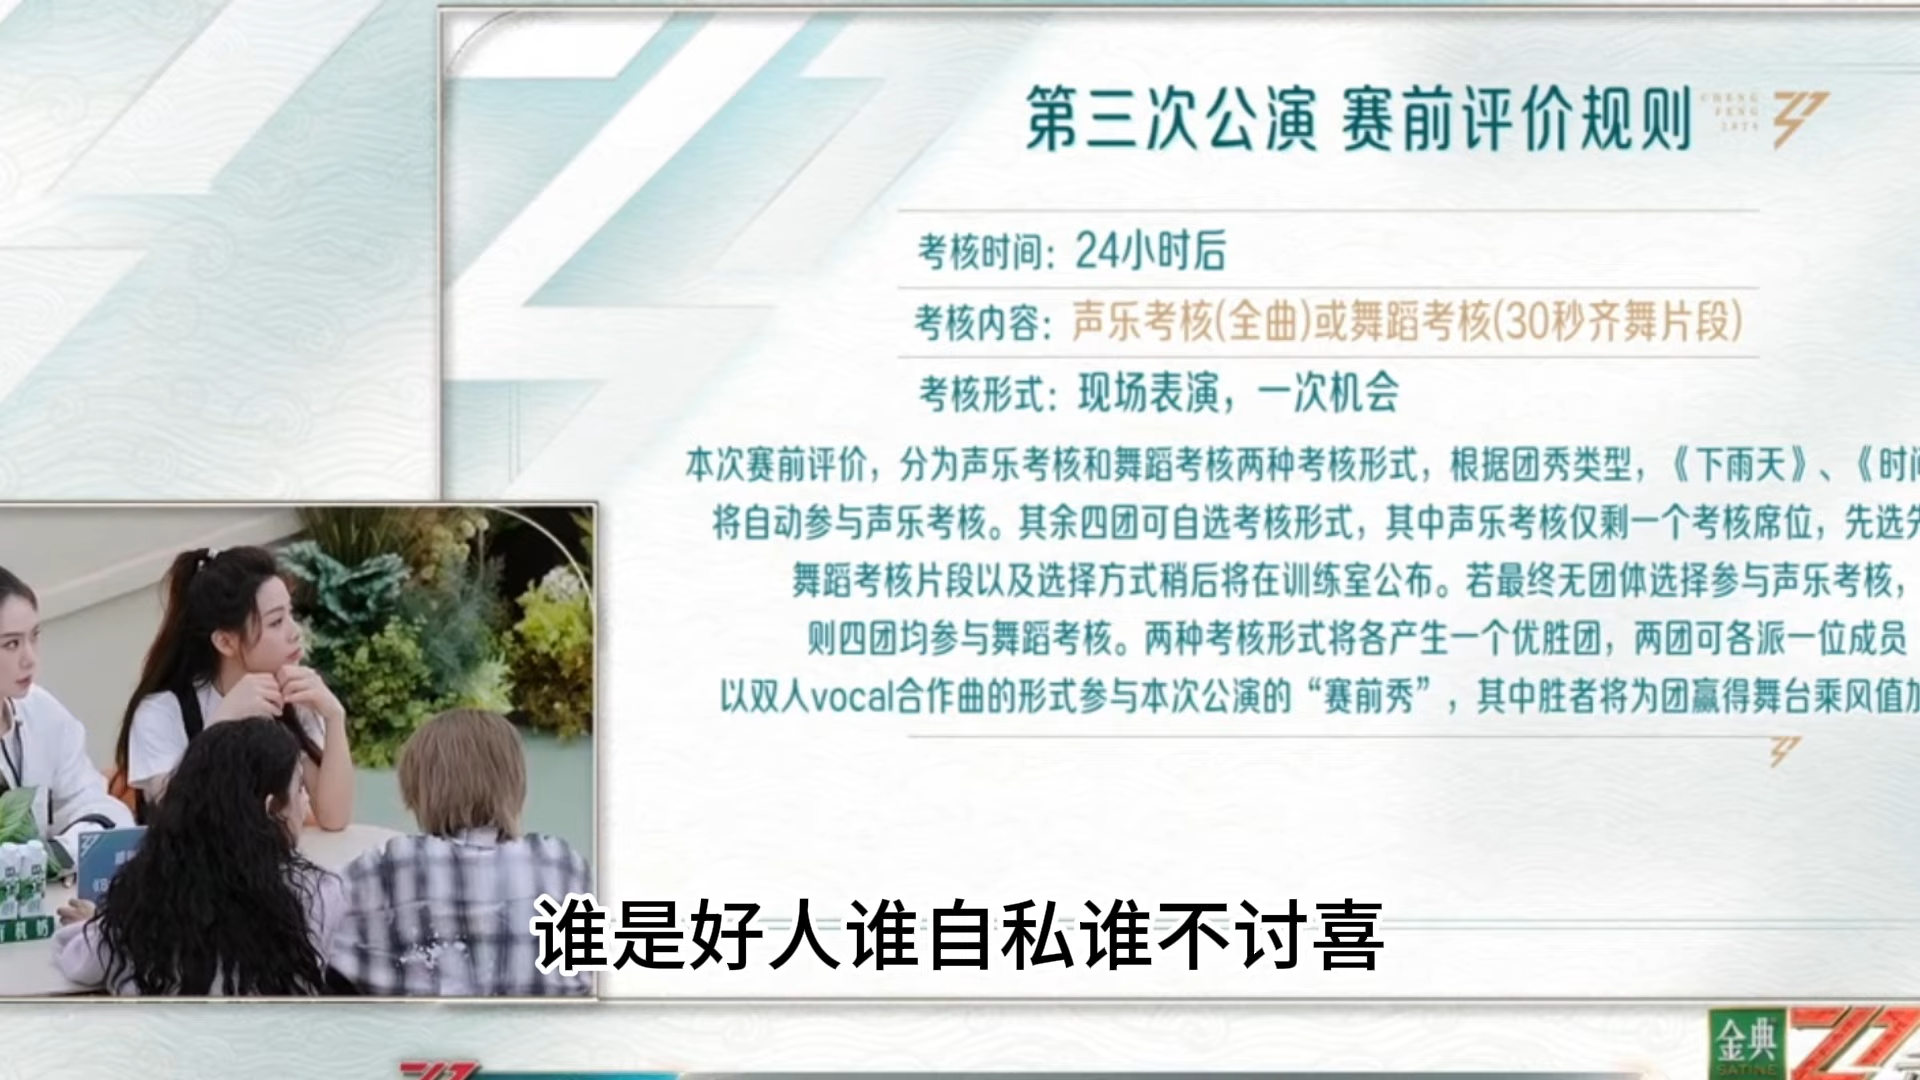 第三次公演 赛前评价规则
CHENG
FENG
2024
考核时间：24小时后
考核内容：声乐考核(全曲)或舞蹈考核(30秒齐舞片段)
考核形式：现场表演，一次机会
本次赛前评价，分为声乐考核和舞蹈考核两种考核形式，根据团秀类型，《下雨天》、《时间
将自动参与声乐考核。其余四团可自选考核形式，其中声乐考核仅剩一个考核席位，先选先
舞蹈考核片段以及选择方式稍后将在训练室公布。若最终无团体选择参与声乐考核，
则四团均参与舞蹈考核。两种考核形式将各产生一个优胜团，两团可各派一位成员
以双人vocal合作曲的形式参与本次公演的“赛前秀”，其中胜者将为团赢得舞台乘风值加
有机奶
谁是好人谁自私谁不讨喜
金典
SATINE